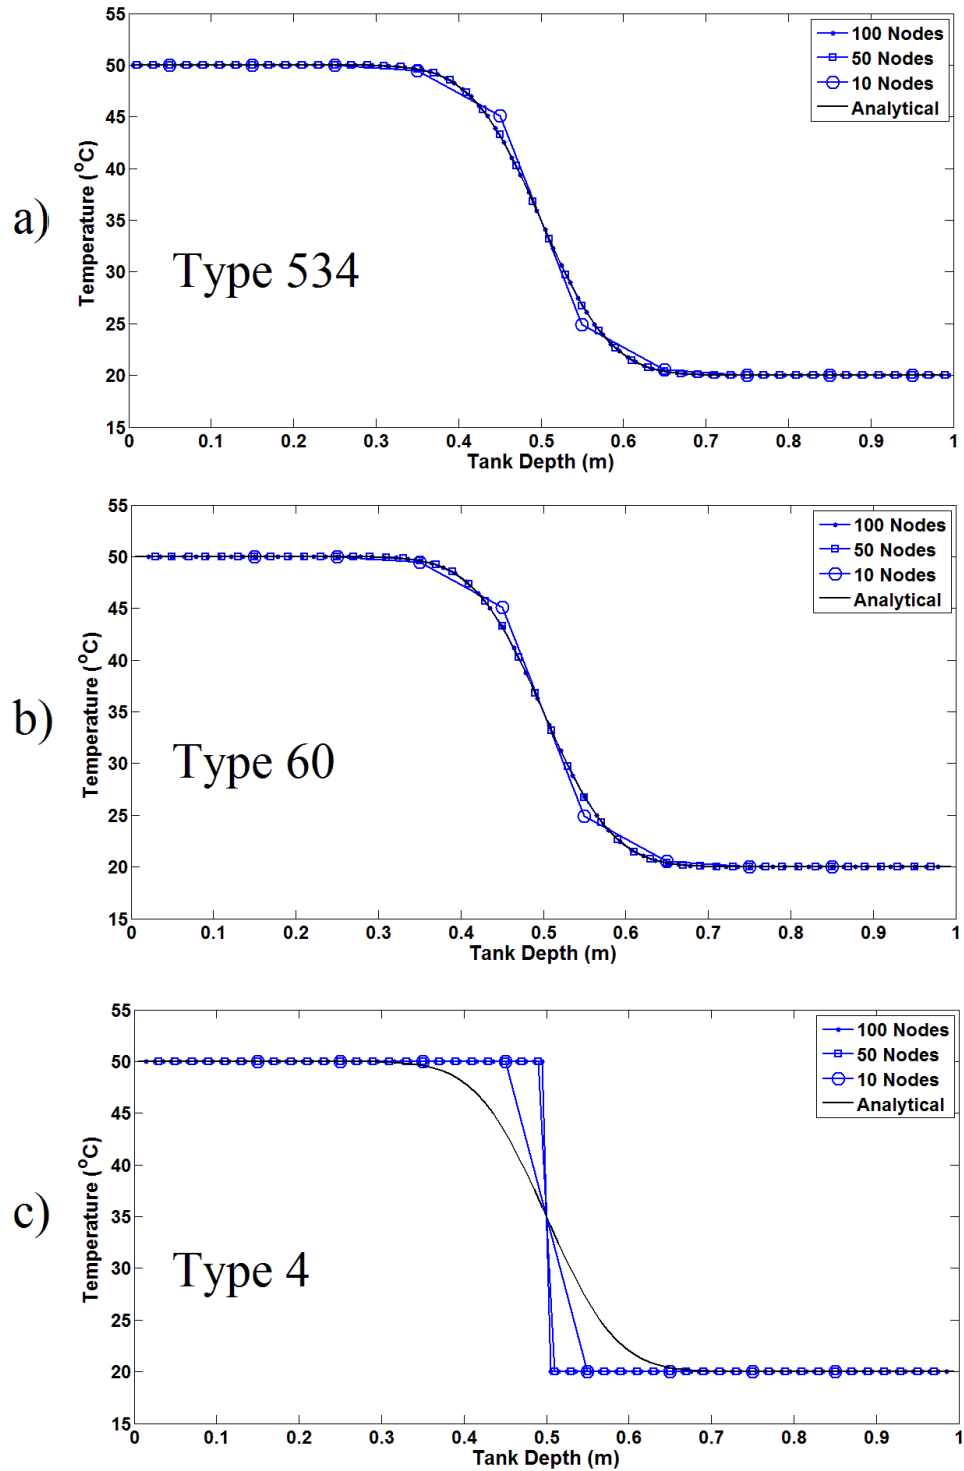 a)
Temperature (°C)
55
50
45
40
35
30
25
20
15
100 Nodes
50 Nodes
10 Nodes
Analytical
Type 534
0 0.1 0.2 0.3 0.4 0.5 0.6 0.7 0.8 0.9 1
Tank Depth (m)
b)
Temperature (°C)
55
50
45
40
35
30
25
20
15
100 Nodes
50 Nodes
10 Nodes
Analytical
Type 60
0 0.1 0.2 0.3 0.4 0.5 0.6 0.7 0.8 0.9 1
Tank Depth (m)
c)
Temperature (°C)
55
50
45
40
35
30
25
20
15
100 Nodes
50 Nodes
10 Nodes
Analytical
Type 4
0 0.1 0.2 0.3 0.4 0.5 0.6 0.7 0.8 0.9 1
Tank Depth (m)